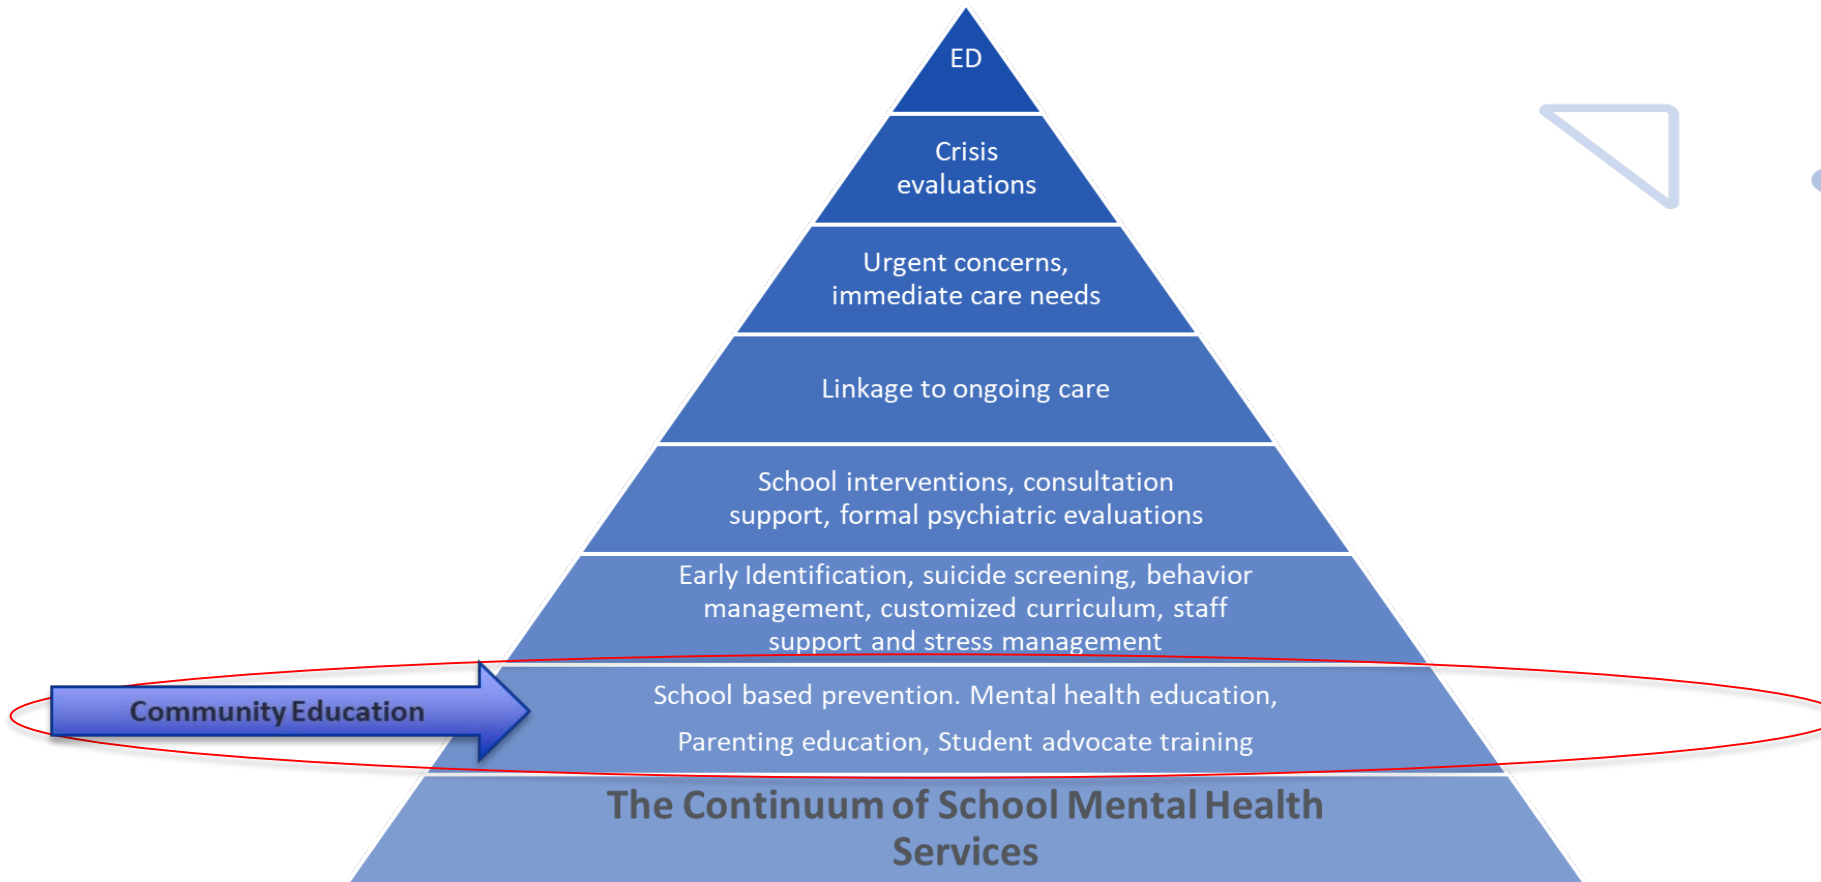 ED
Crisis
evaluations
Urgent concerns,
immediate care needs
Linkage to ongoing care
School interventions, consultation
support, formal psychiatric evaluations
Early Identification, suicide screening, behavior
management, customized curriculum, staff
support and stress management
Community Education
School based prevention. Mental health education,
Parenting education, Student advocate training
The Continuum of School Mental Health
Services